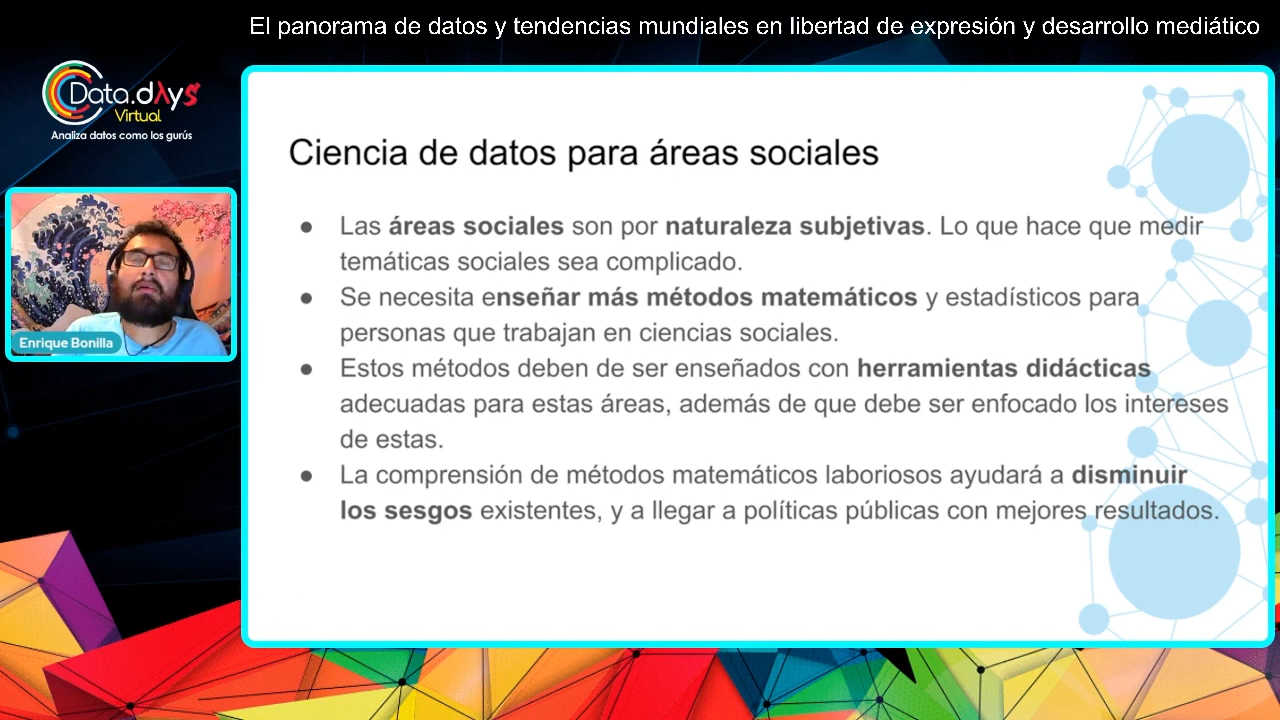 El panorama de datos y tendencias mundiales en libertad de expresión y desarrollo mediático
Data.dAys
Virtual
Analiza datos como los gurús
Enrique Bonilla
Ciencia de datos para áreas sociales
● Las áreas sociales son por naturaleza subjetivas. Lo que hace que medir
temáticas sociales sea complicado.
● Se necesita enseñar más métodos matemáticos y estadísticos para
personas que trabajan en ciencias sociales.
● Estos métodos deben de ser enseñados con herramientas didácticas
adecuadas para estas áreas, además de que debe ser enfocado los intereses
de estas.
● La comprensión de métodos matemáticos laboriosos ayudará a disminuir
los sesgos existentes, y a llegar a políticas públicas con mejores resultados.